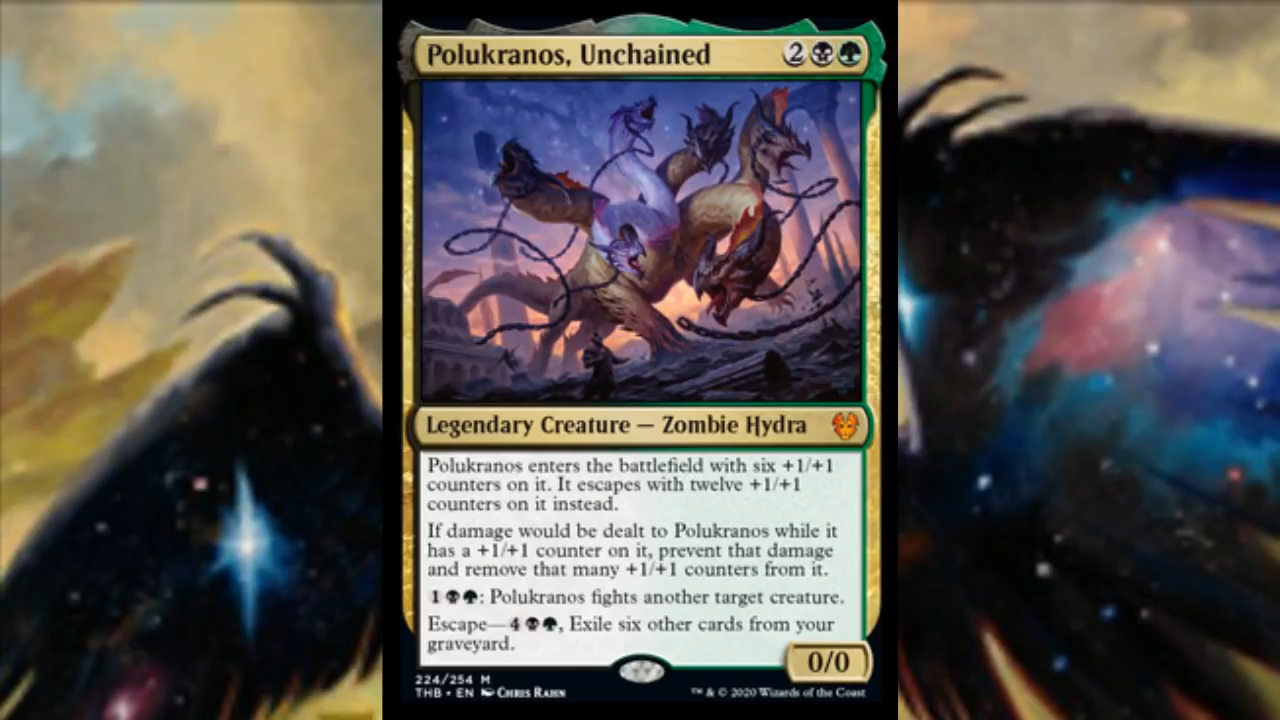 Polukranos, Unchained 2
Legendary Creature — Zombie Hydra
Polukranos enters the battlefield with six +1/+1
counters on it. It escapes with twelve +1/+1
counters on it instead.
If damage would be dealt to Polukranos while it
has a +1/+1 counter on it, prevent that damage
and remove that many +1/+1 counters from it.
1 : Polukranos fights another target creature.
Escape—4 , Exile six other cards from your
graveyard.
0/0
224/254 M
THB • EN Chris Rahn
™ & © 2020 Wizards of the Coast